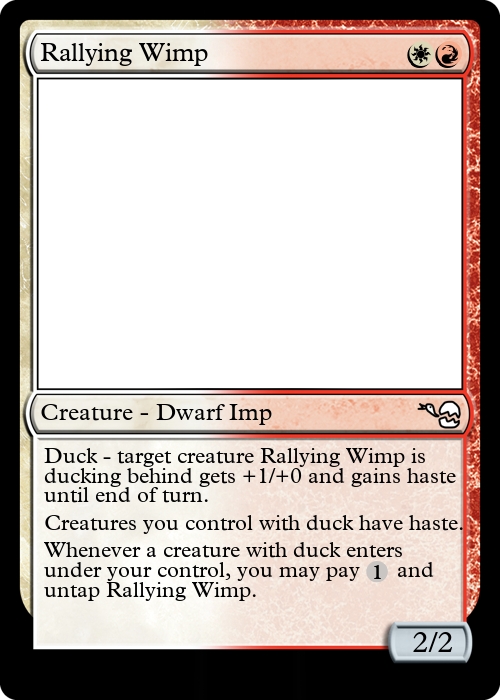 Rallying Wimp
Creature - Dwarf Imp
Duck - target creature Rallying Wimp is
ducking behind gets +1/+0 and gains haste
until end of turn.
Creatures you control with duck have haste.
Whenever a creature with duck enters
under your control, you may pay 1 and
untap Rallying Wimp.
2/2